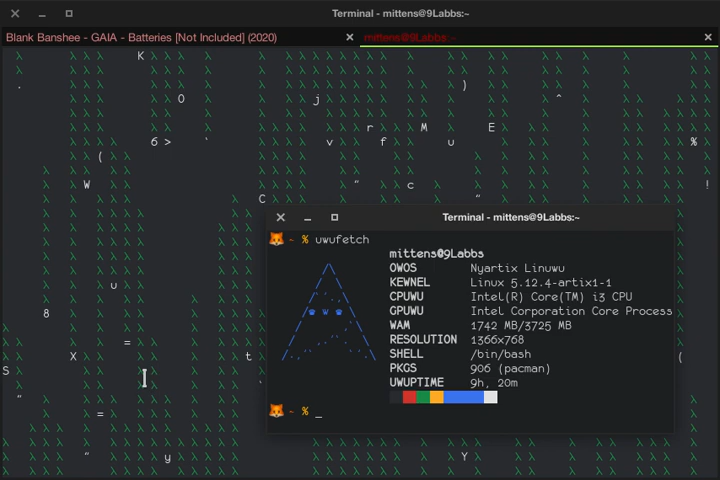 Terminal - mittens@9Labbs:~
Blank Banshee - GAIA - Batteries [Not Included] (2020)
mittens@9Labbs:~
Terminal - mittens@9Labbs:~
~ % uwufetch
mittens@9Labbs
OWOS Nyartix Linuwu
KEWNEL Linux 5.12.4-artix1-1
CPUWU Intel(R) Core(TM) i3 CPU
GPUWU Intel Corporation Core Process
WAM 1742 MB/3725 MB
RESOLUTION 1366x768
SHELL /bin/bash
PKGS 906 (pacman)
UWUPTIME 9h, 20m
~ % _